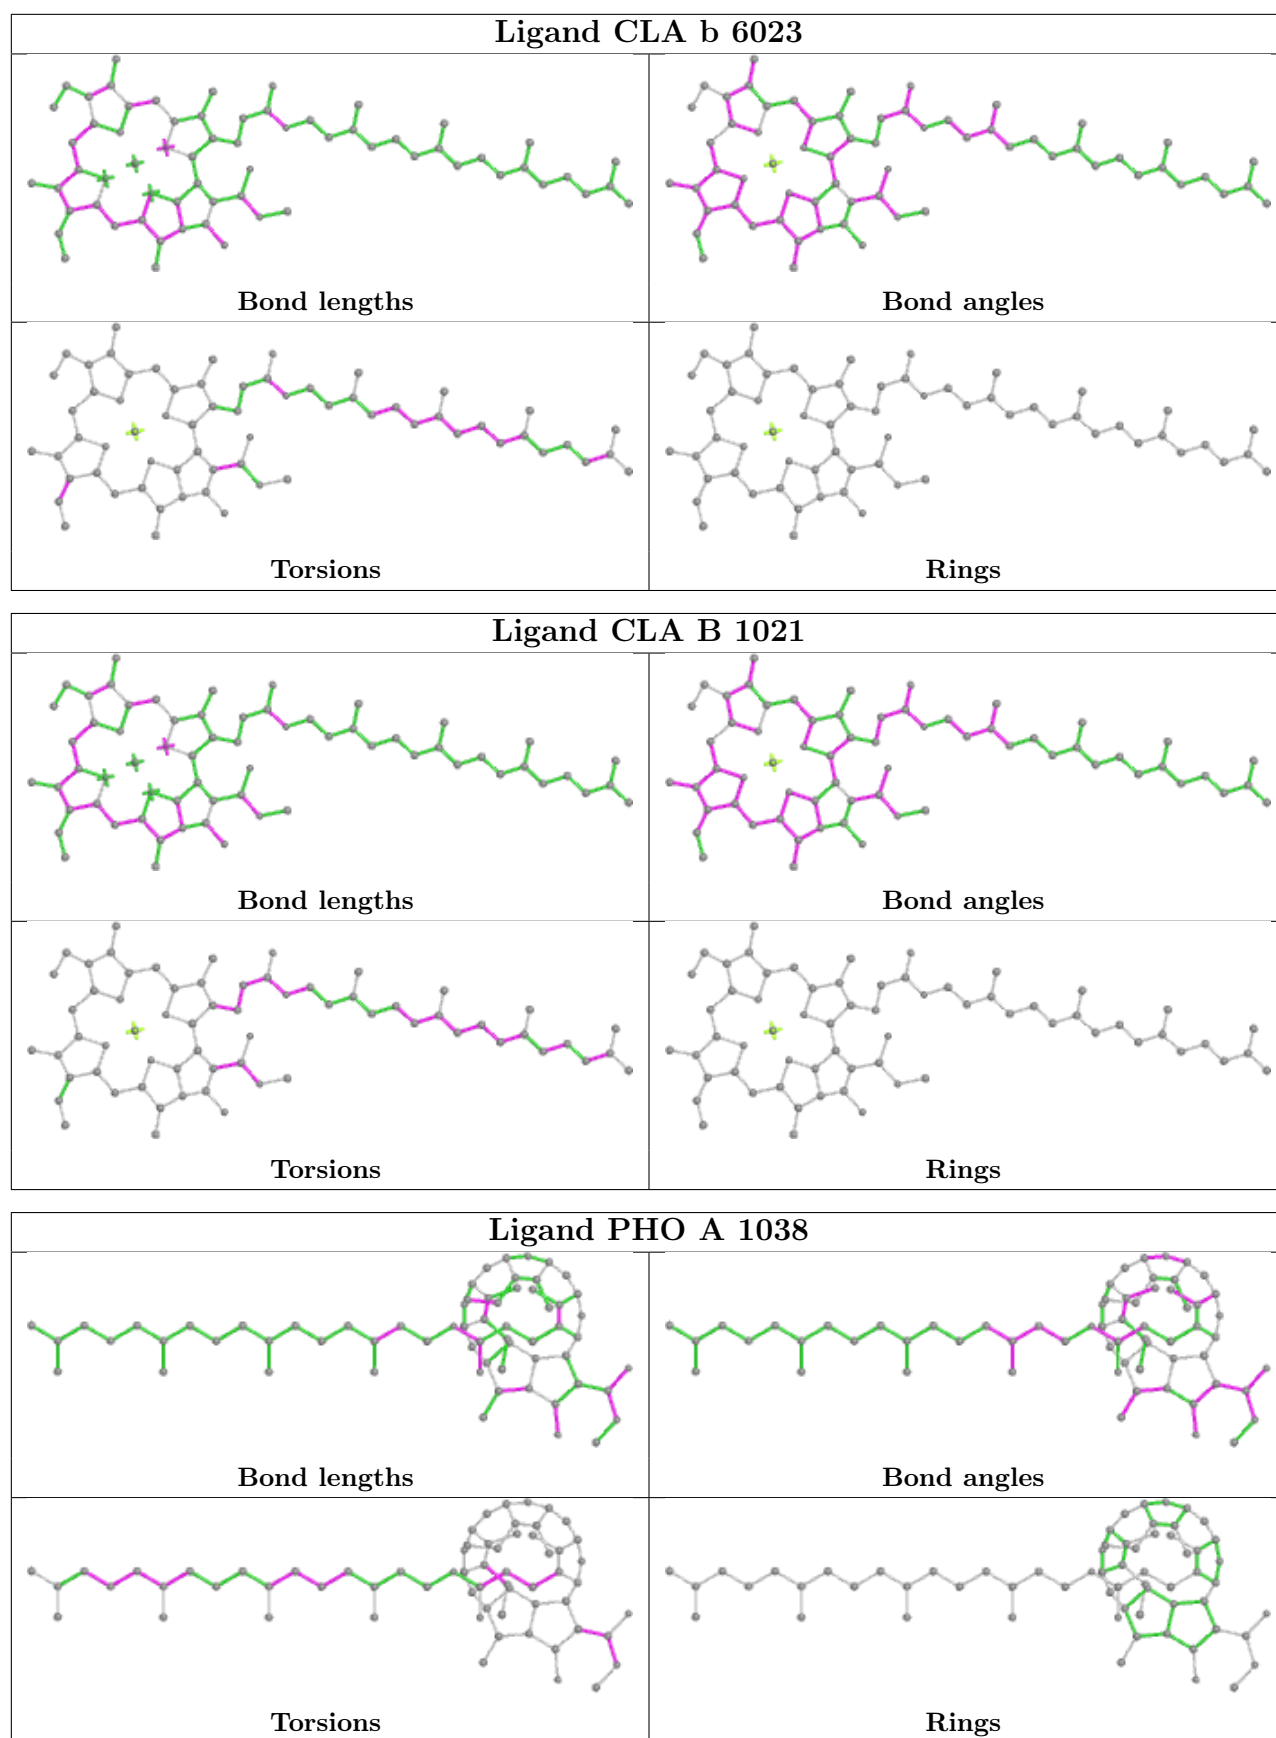 Ligand CLA b 6023
Bond lengths
Bond angles
Torsions
Rings
Ligand CLA B 1021
Bond lengths
Bond angles
Torsions
Rings
Ligand PHO A 1038
Bond lengths
Bond angles
Torsions
Rings